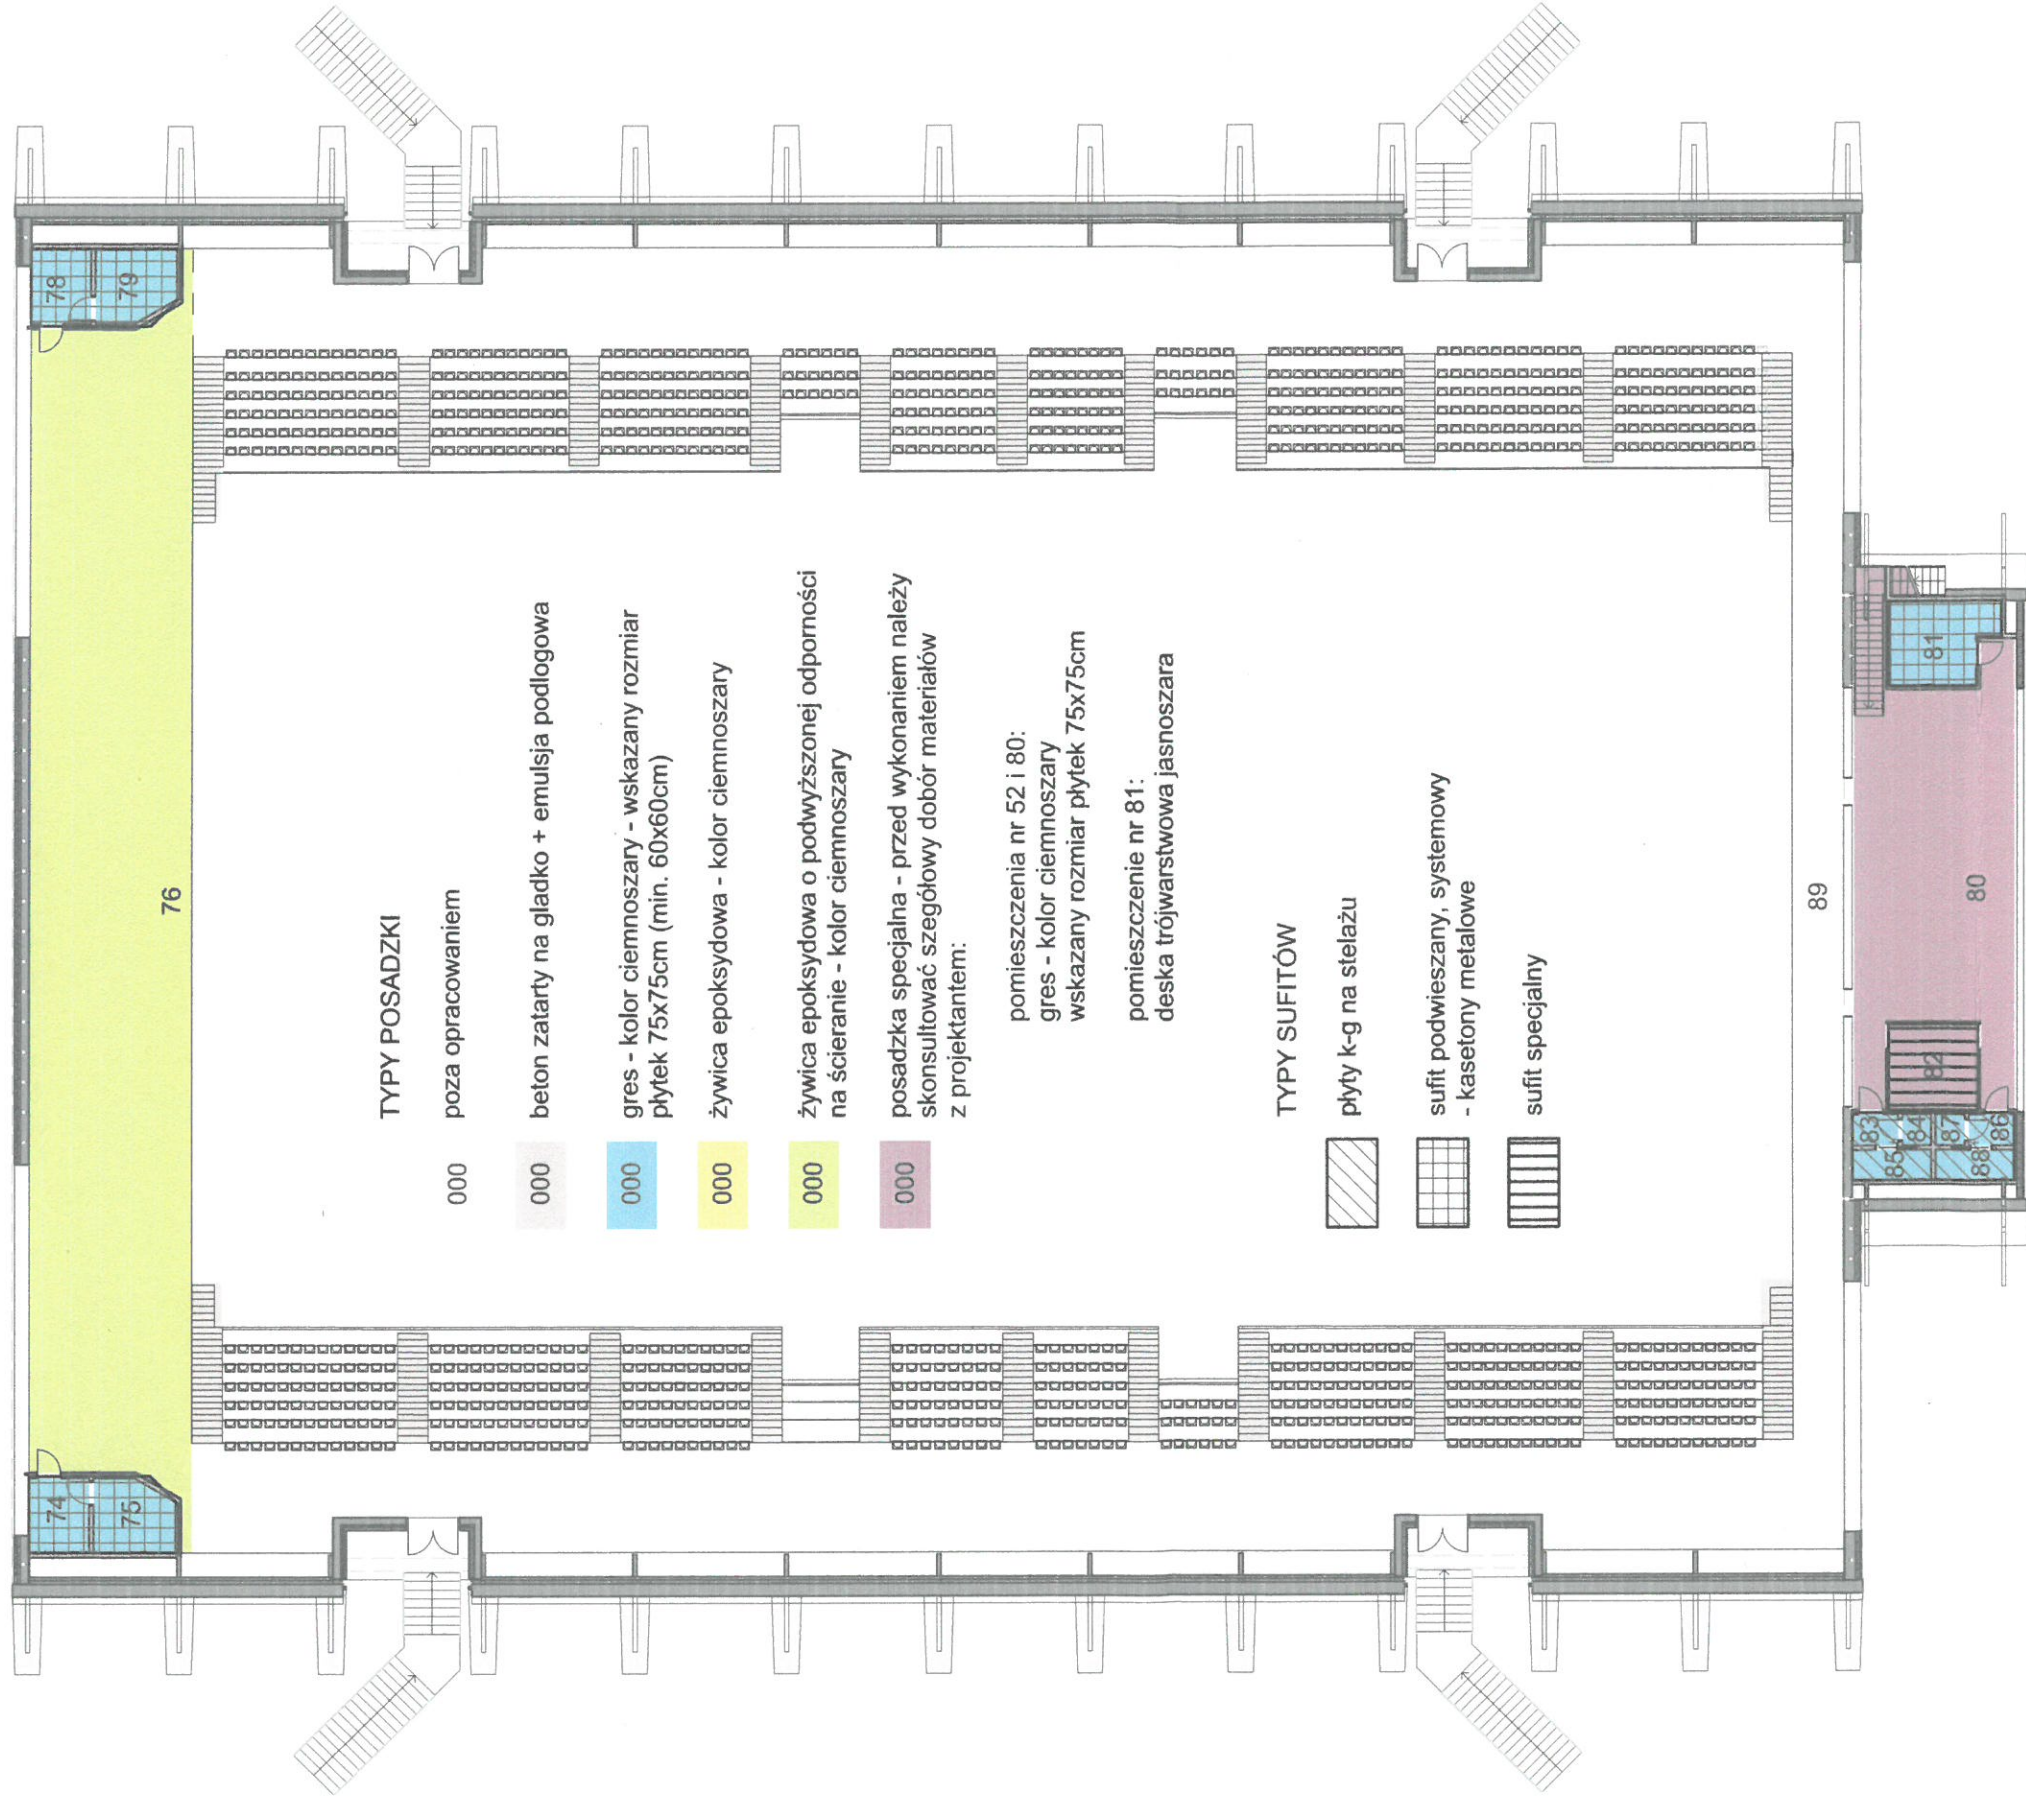 78
79
76
74
75
TYPY POSADZKI
000 poza opracowaniem
000 beton zatarty na gladko + emulsja podlogowa
000 gres - kolor ciemnoszary - wskazany rozmiar
płytek 75x75cm (min. 60x60cm)
000 żywica epoksydowa - kolor ciemnoszary
000 żywica epoksydowa o podwyższonej odporności
na ścieranie - kolor ciemnoszary
000 posadzka specjalna - przed wykonaniem należy
skonsultować szegółowy dobór materiałów
z projektantem:
pomieszczenia nr 52 i 80:
gres - kolor ciemnoszary
wskazany rozmiar płytek 75x75cm
pomieszczenie nr 81:
deska trójwarstwowa jasnoszara
TYPY SUFITÓW
płyty k-g na stelażu
sufit podwieszany, systemowy
- kasetony metalowe
sufit specjalny
89
81
80
82
83
84
85
87
86
88